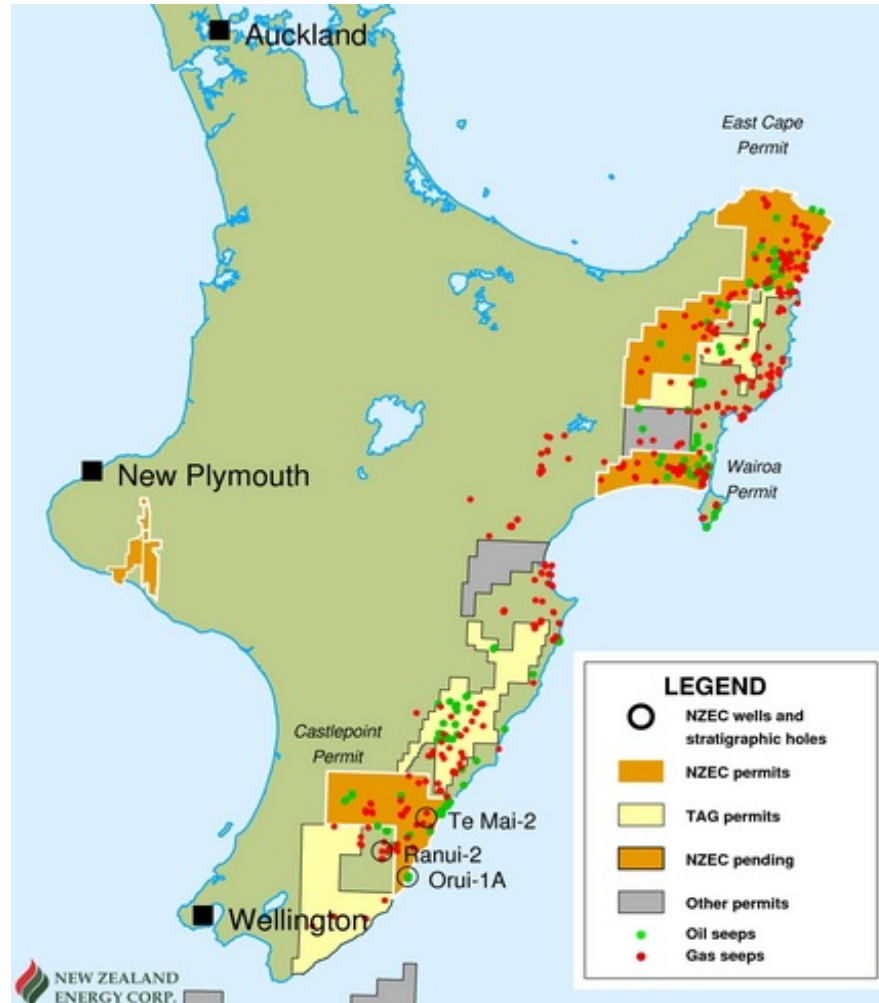 Auckland
East Cape
Permit
New Plymouth
Wairoa
Permit
Castlepoint
Permit
Te Mai-2
Ranui-2
Orui-1A
Wellington
LEGEND
NZEC wells and
stratigraphic holes
NZEC permits
TAG permits
NZEC pending
Other permits
Oil seeps
Gas seeps
NEW ZEALAND
ENERGY CORP.